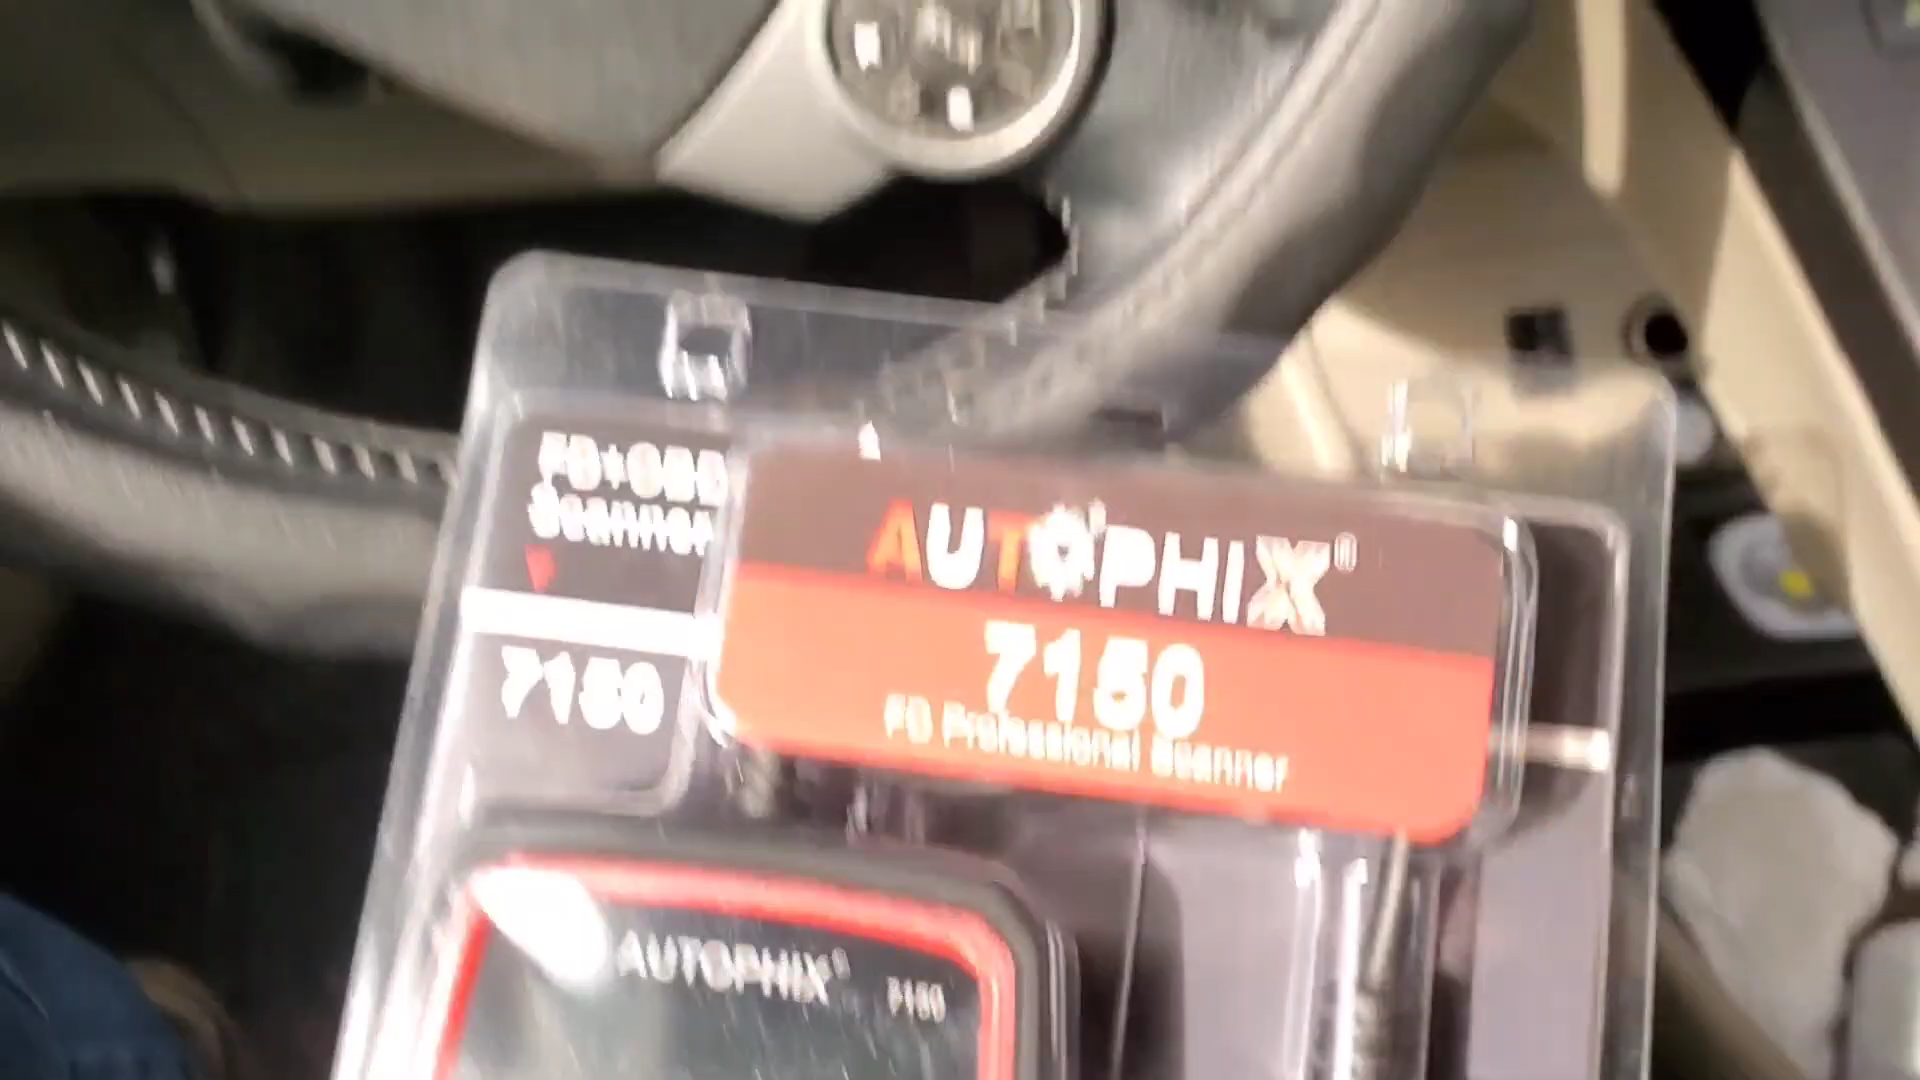 FD+OBD
Scanner
7150
AUTOPHIX®
7150
FD Professional Scanner
AUTOPHIX®
7150